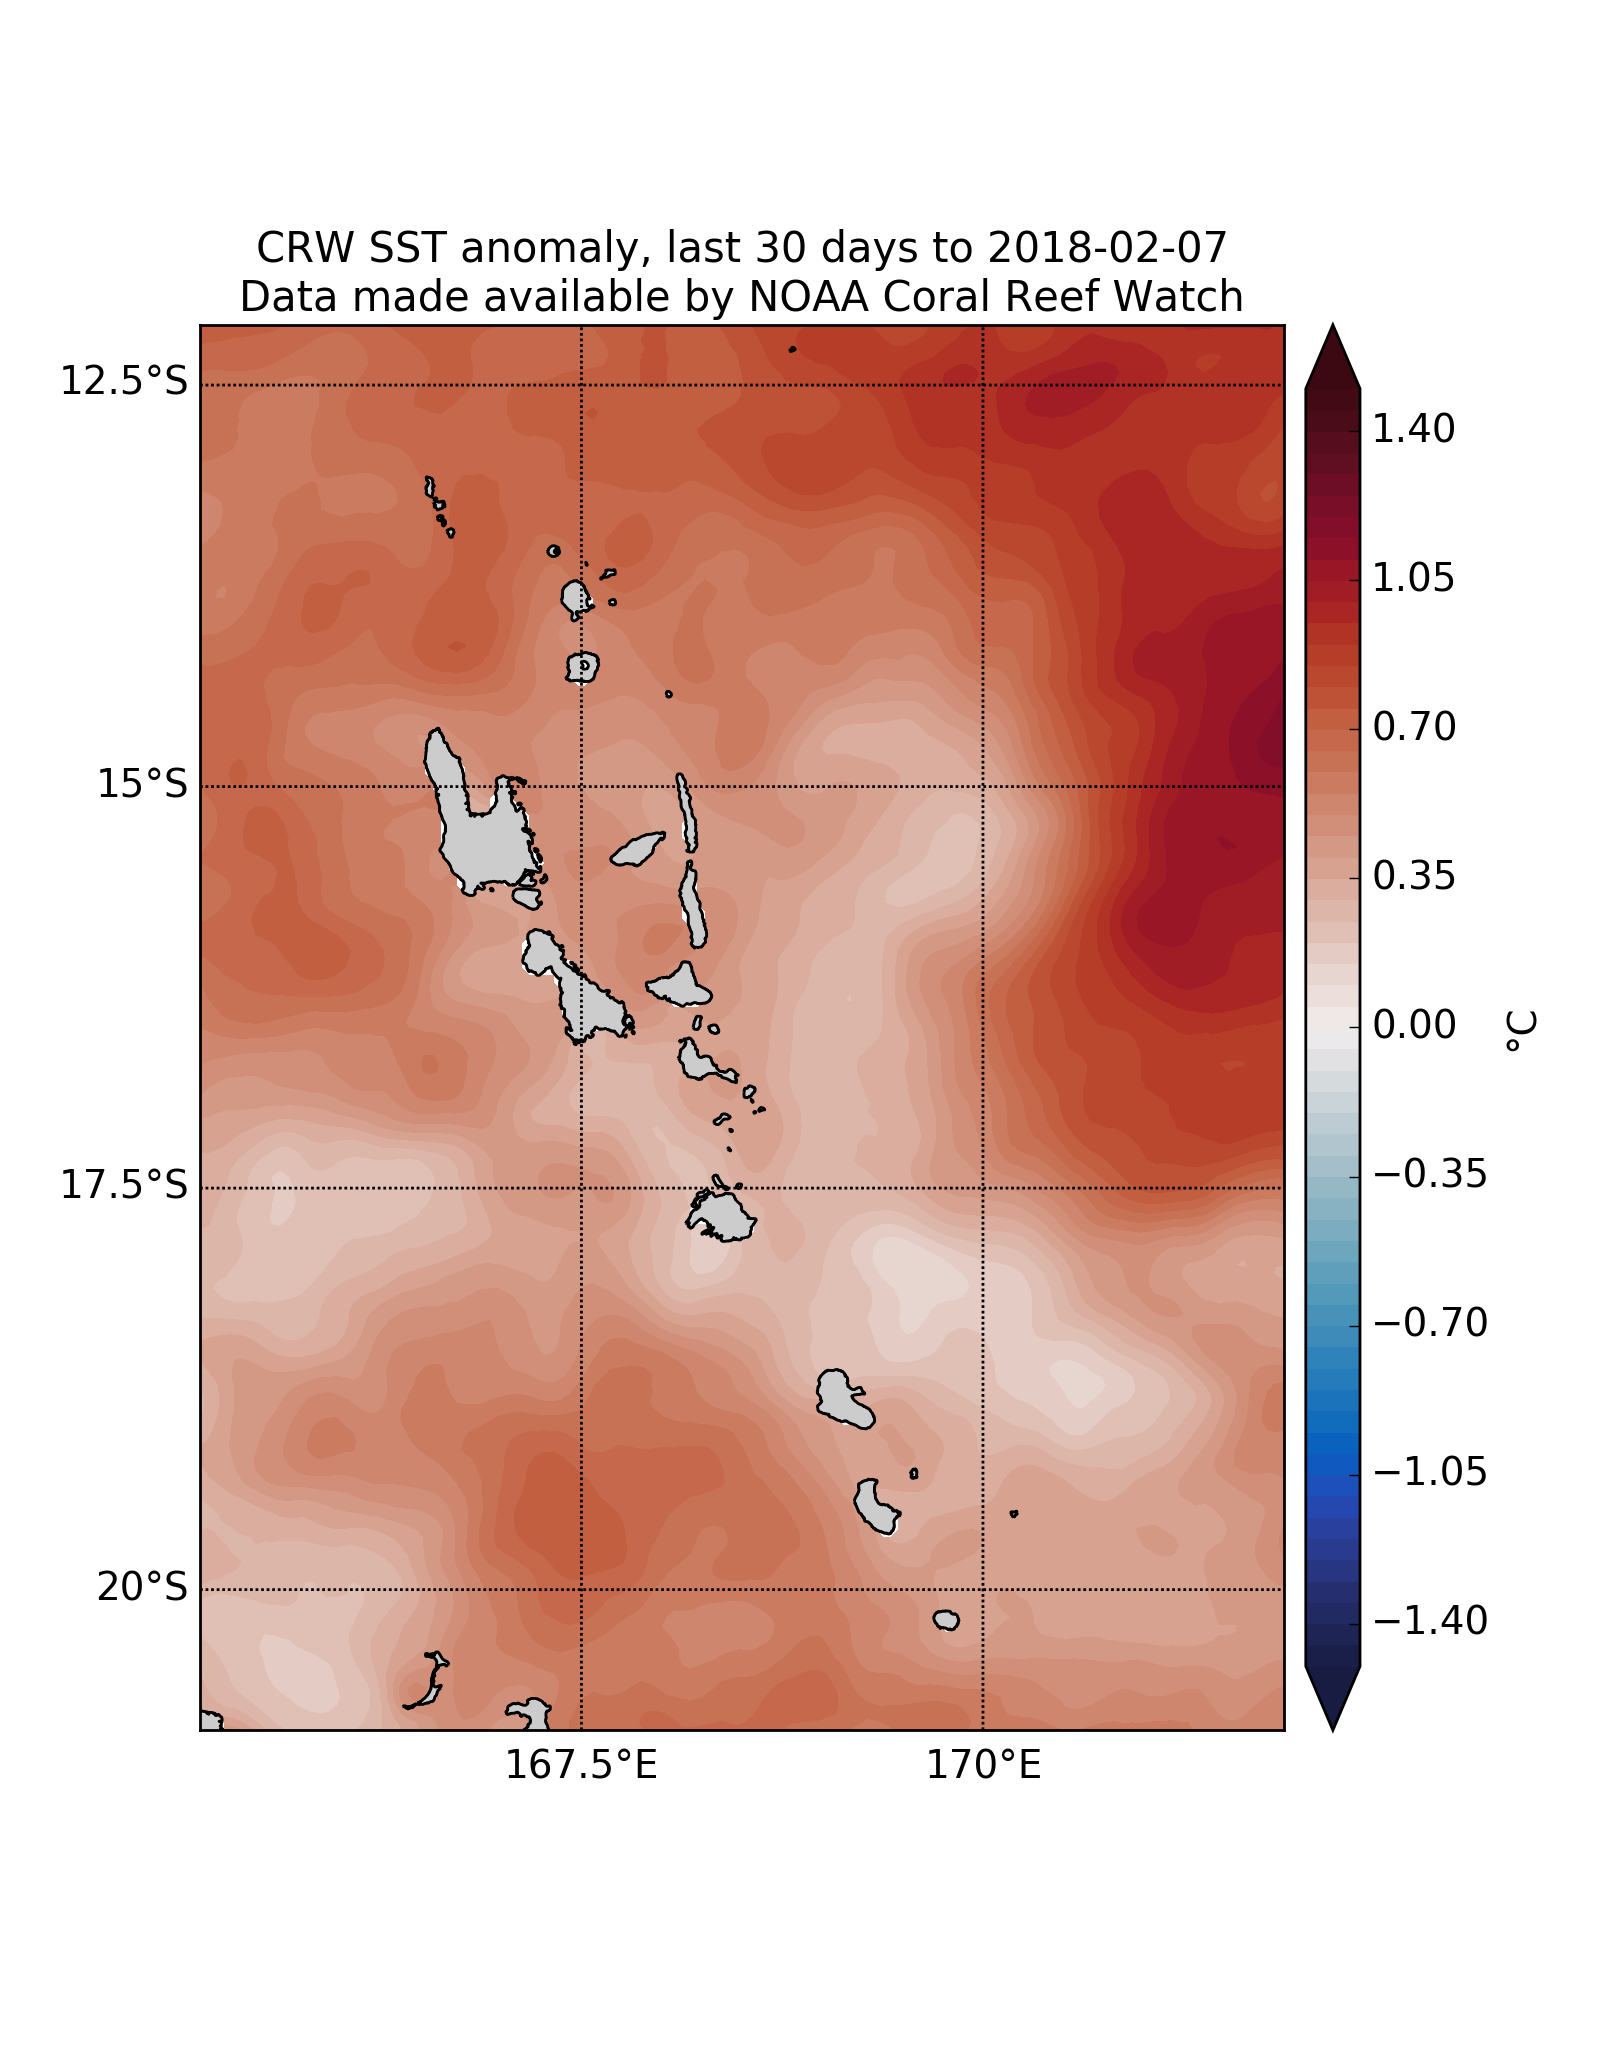 CRW SST anomaly, last 30 days to 2018-02-07
Data made available by NOAA Coral Reef Watch
12.5°S
15°S
17.5°S
20°S
167.5°E
170°E
1.40
1.05
0.70
0.35
0.00
−0.35
−0.70
−1.05
−1.40
°C